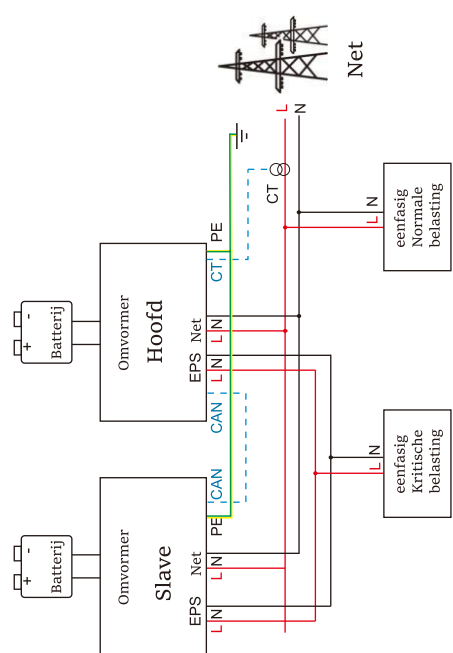 Net
L
N
CT
N
L
eenfasig
Normale
belasting
PE
CT
Batterij
+ -
Omvormer
Hoofd
Net
N
L
EPS
N
L
CAN
CAN
N
L
eenfasig
Kritische
belasting
PE
Batterij
+ -
Omvormer
Slave
Net
N
L
EPS
N
L